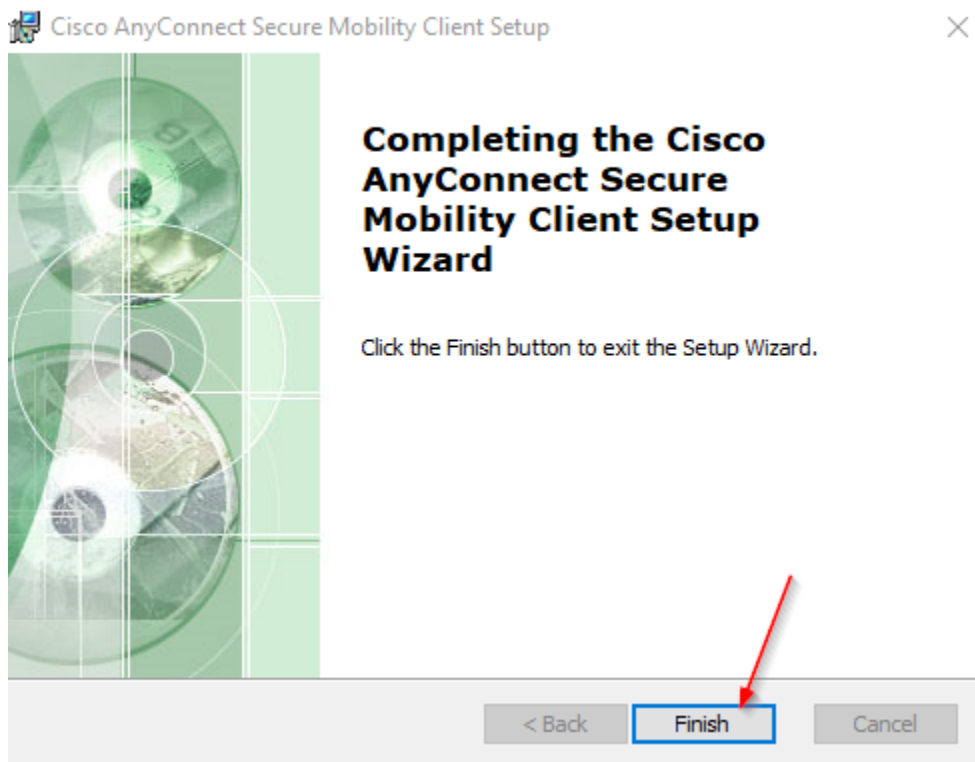 Cisco AnyConnect Secure Mobility Client Setup
Completing the Cisco
AnyConnect Secure
Mobility Client Setup
Wizard
Click the Finish button to exit the Setup Wizard.
< Back
Finish
Cancel